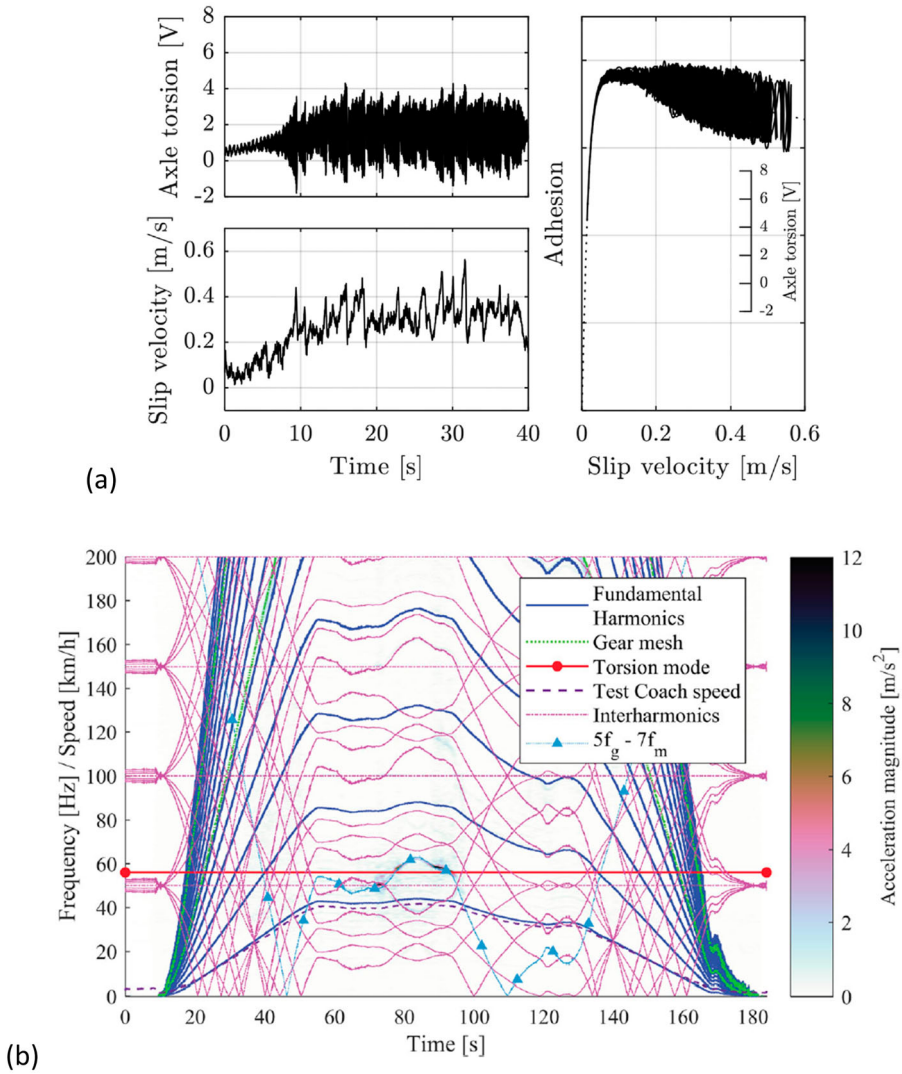 8
6
4
2
0
-2
Axle torsion [V]
0.6
0.4
0.2
0
Slip velocity [m/s]
0 10 20 30 40
Time [s]
Adhesion
8
6
4
2
0
-2
Axle torsion [V]
0 0.2 0.4 0.6
Slip velocity [m/s]
(a)
200
180
160
140
120
100
80
60
40
20
0
Frequency [Hz] / Speed [km/h]
Fundamental
Harmonics
Gear mesh
Torsion mode
Test Coach speed
Interharmonics
5fg - 7fm
0 20 40 60 80 100 120 140 160 180
Time [s]
12
10
8
6
4
2
0
Acceleration magnitude [m/s²]
(b)